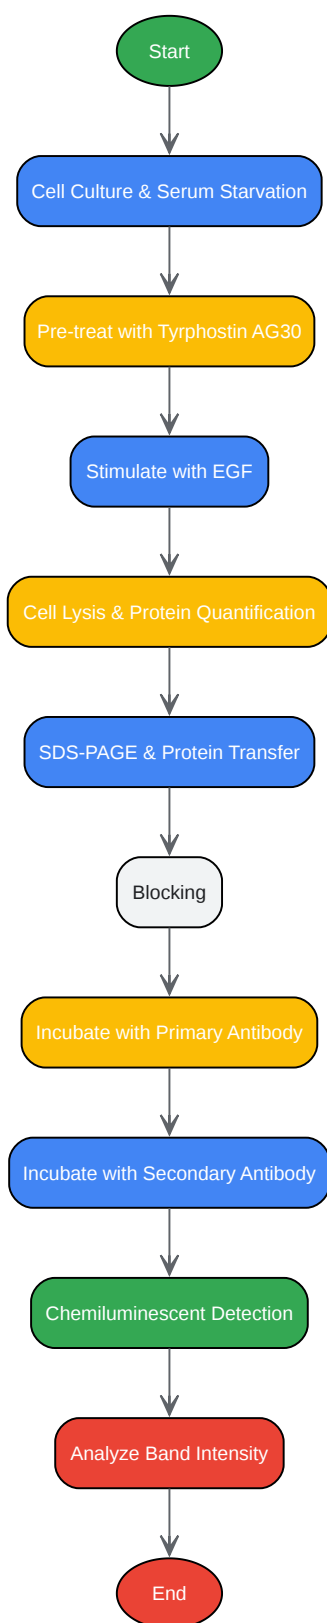 Start
Cell Culture & Serum Starvation
Pre-treat with Tyrphostin AG30
Stimulate with EGF
Cell Lysis & Protein Quantification
SDS-PAGE & Protein Transfer
Blocking
Incubate with Primary Antibody
Incubate with Secondary Antibody
Chemiluminescent Detection
Analyze Band Intensity
End